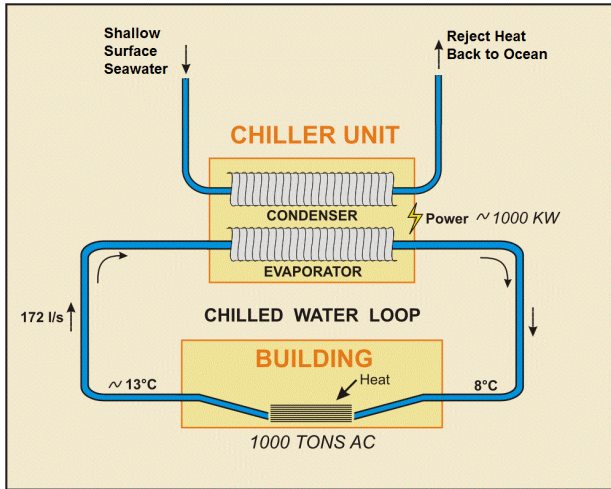 Shallow
Surface
Seawater
Reject Heat
Back to Ocean
CHILLER UNIT
CONDENSER
Power ~ 1000 KW
EVAPORATOR
172 l/s
CHILLED WATER LOOP
BUILDING
Heat
~ 13°C
8°C
1000 TONS AC